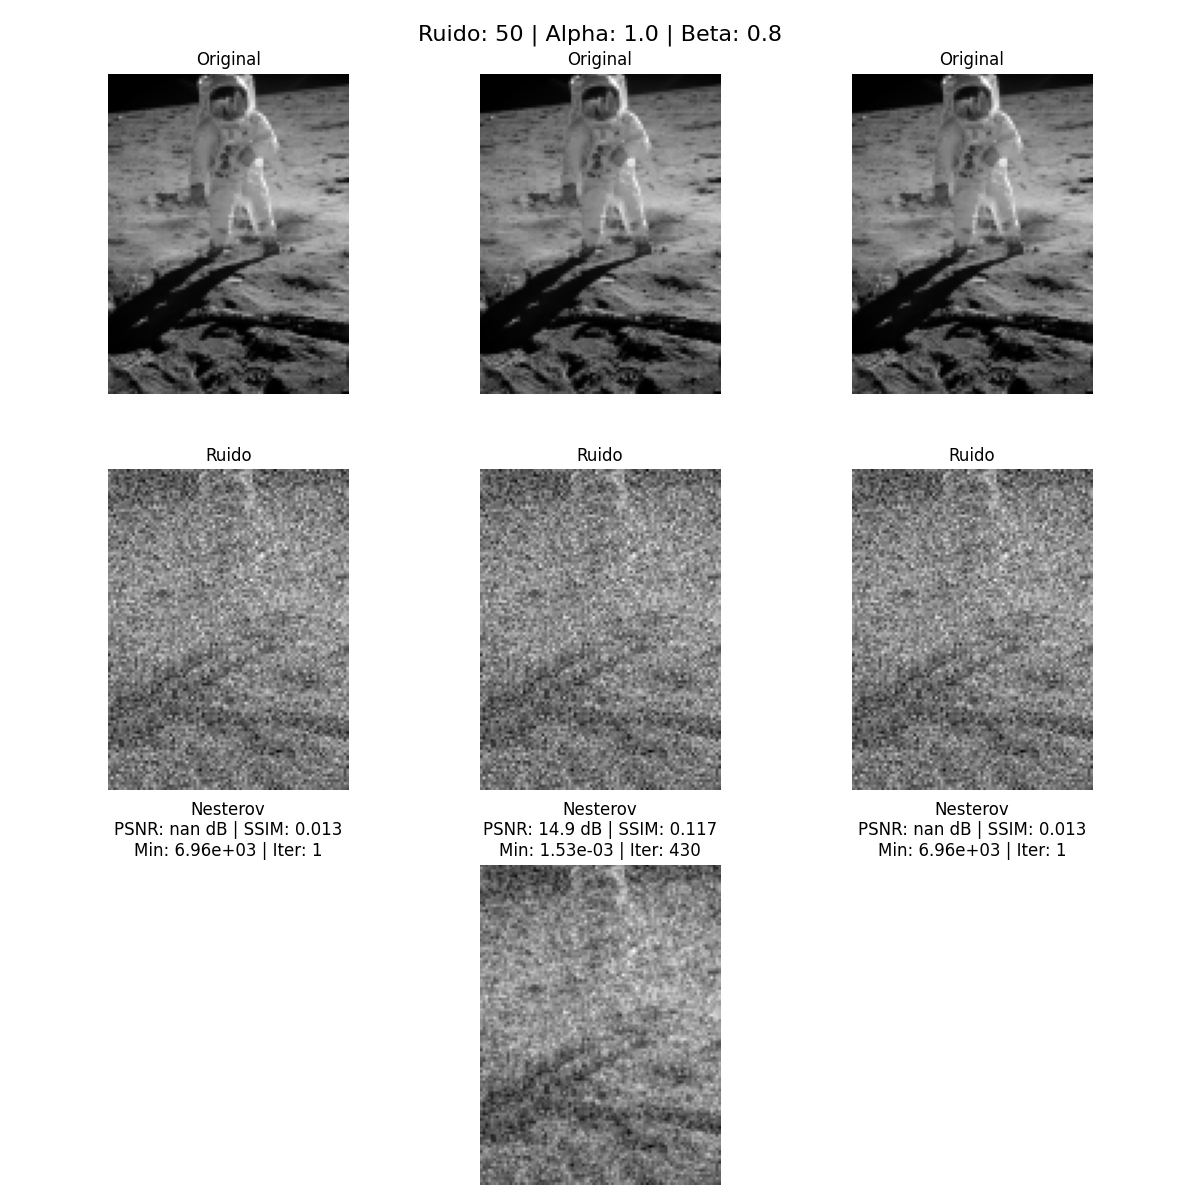 Ruido: 50 | Alpha: 1.0 | Beta: 0.8
Original
Original
Original
Ruido
Ruido
Ruido
Nesterov
PSNR: nan dB | SSIM: 0.013
Min: 6.96e+03 | Iter: 1
Nesterov
PSNR: 14.9 dB | SSIM: 0.117
Min: 1.53e-03 | Iter: 430
Nesterov
PSNR: nan dB | SSIM: 0.013
Min: 6.96e+03 | Iter: 1